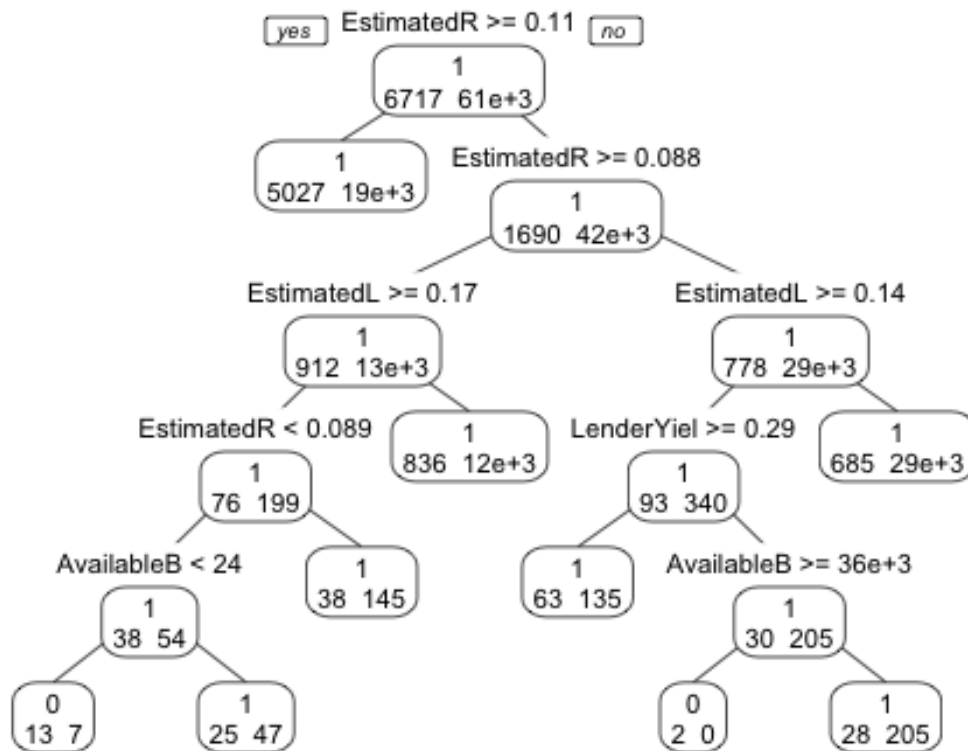 yes EstimatedR >= 0.11 no
1
6717 61e+3
EstimatedR >= 0.088
1
5027 19e+3
1
1690 42e+3
EstimatedL >= 0.17 EstimatedL >= 0.14
1 1
912 13e+3 778 29e+3
EstimatedR < 0.089 LenderYiel >= 0.29
1 1
836 12e+3 685 29e+3
1 1
76 199 93 340
AvailableB < 24 AvailableB >= 36e+3
1 1
38 145 63 135
1 1
38 54 30 205
0 1 0 1
13 7 25 47 2 0 28 205